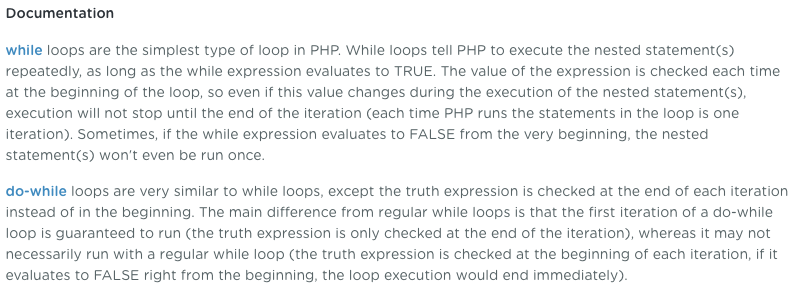 Documentation
while loops are the simplest type of loop in PHP. While loops tell PHP to execute the nested statement(s)
repeatedly, as long as the while expression evaluates to TRUE. The value of the expression is checked each time
at the beginning of the loop, so even if this value changes during the execution of the nested statement(s),
execution will not stop until the end of the iteration (each time PHP runs the statements in the loop is one
iteration). Sometimes, if the while expression evaluates to FALSE from the very beginning, the nested
statement(s) won't even be run once.
do-while loops are very similar to while loops, except the truth expression is checked at the end of each iteration
instead of in the beginning. The main difference from regular while loops is that the first iteration of a do-while
loop is guaranteed to run (the truth expression is only checked at the end of the iteration), whereas it may not
necessarily run with a regular while loop (the truth expression is checked at the beginning of each iteration, if it
evaluates to FALSE right from the beginning, the loop execution would end immediately).